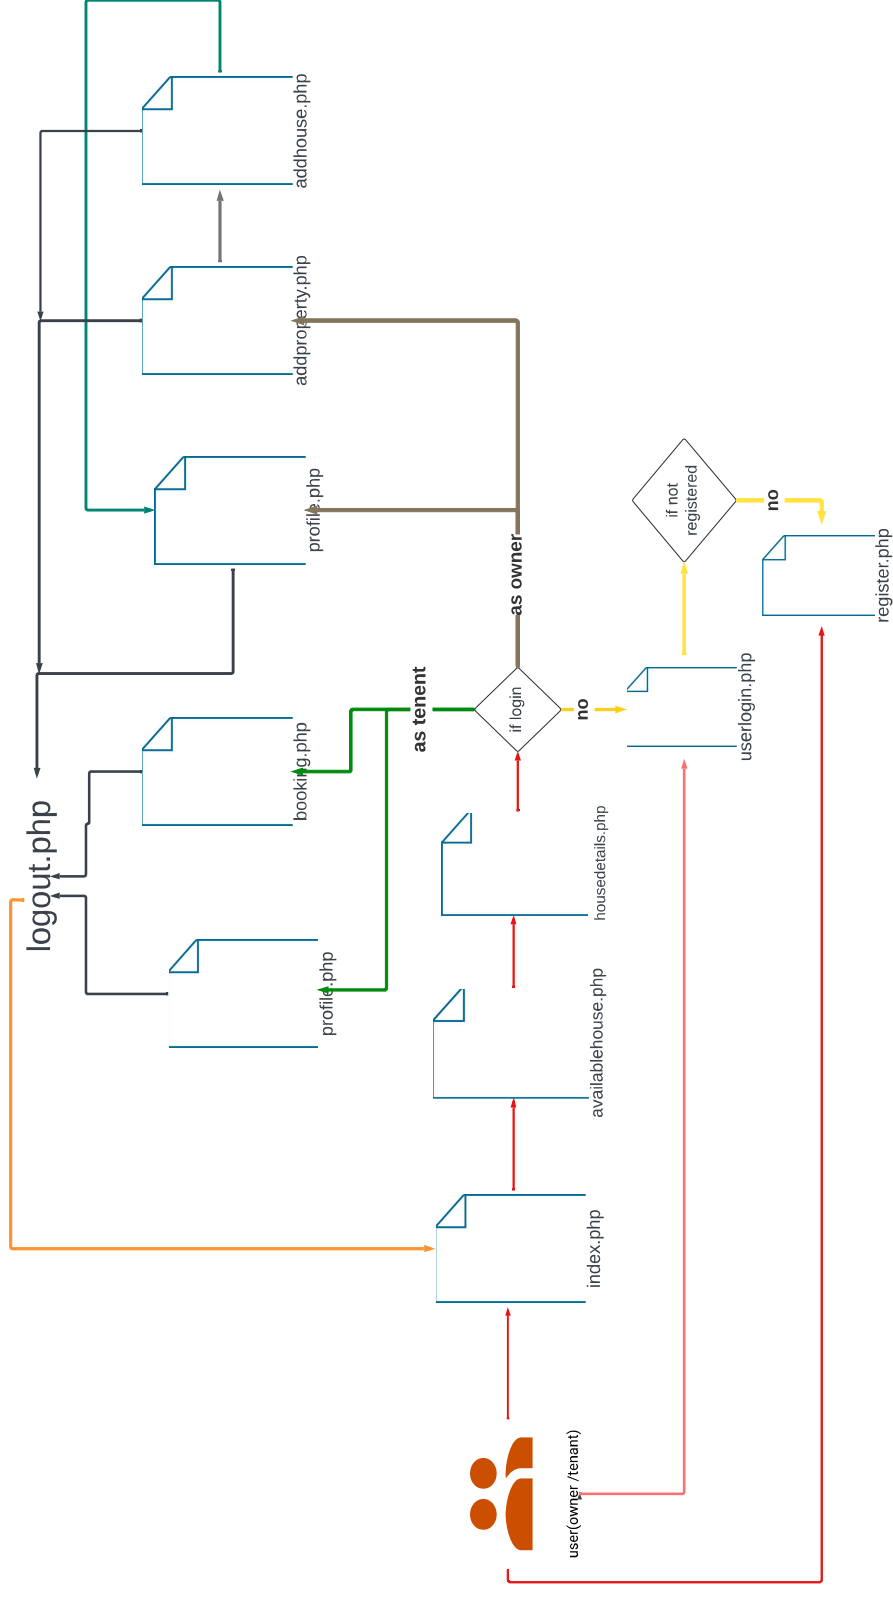 logout.php
profile.php
booking.php
profile.php
addproperty.php
addhouse.php
as tenent
user(owner /tenant)
index.php
availablehouse.php
housedetails.php
if login
as owner
no
userlogin.php
if not
registered
no
register.php